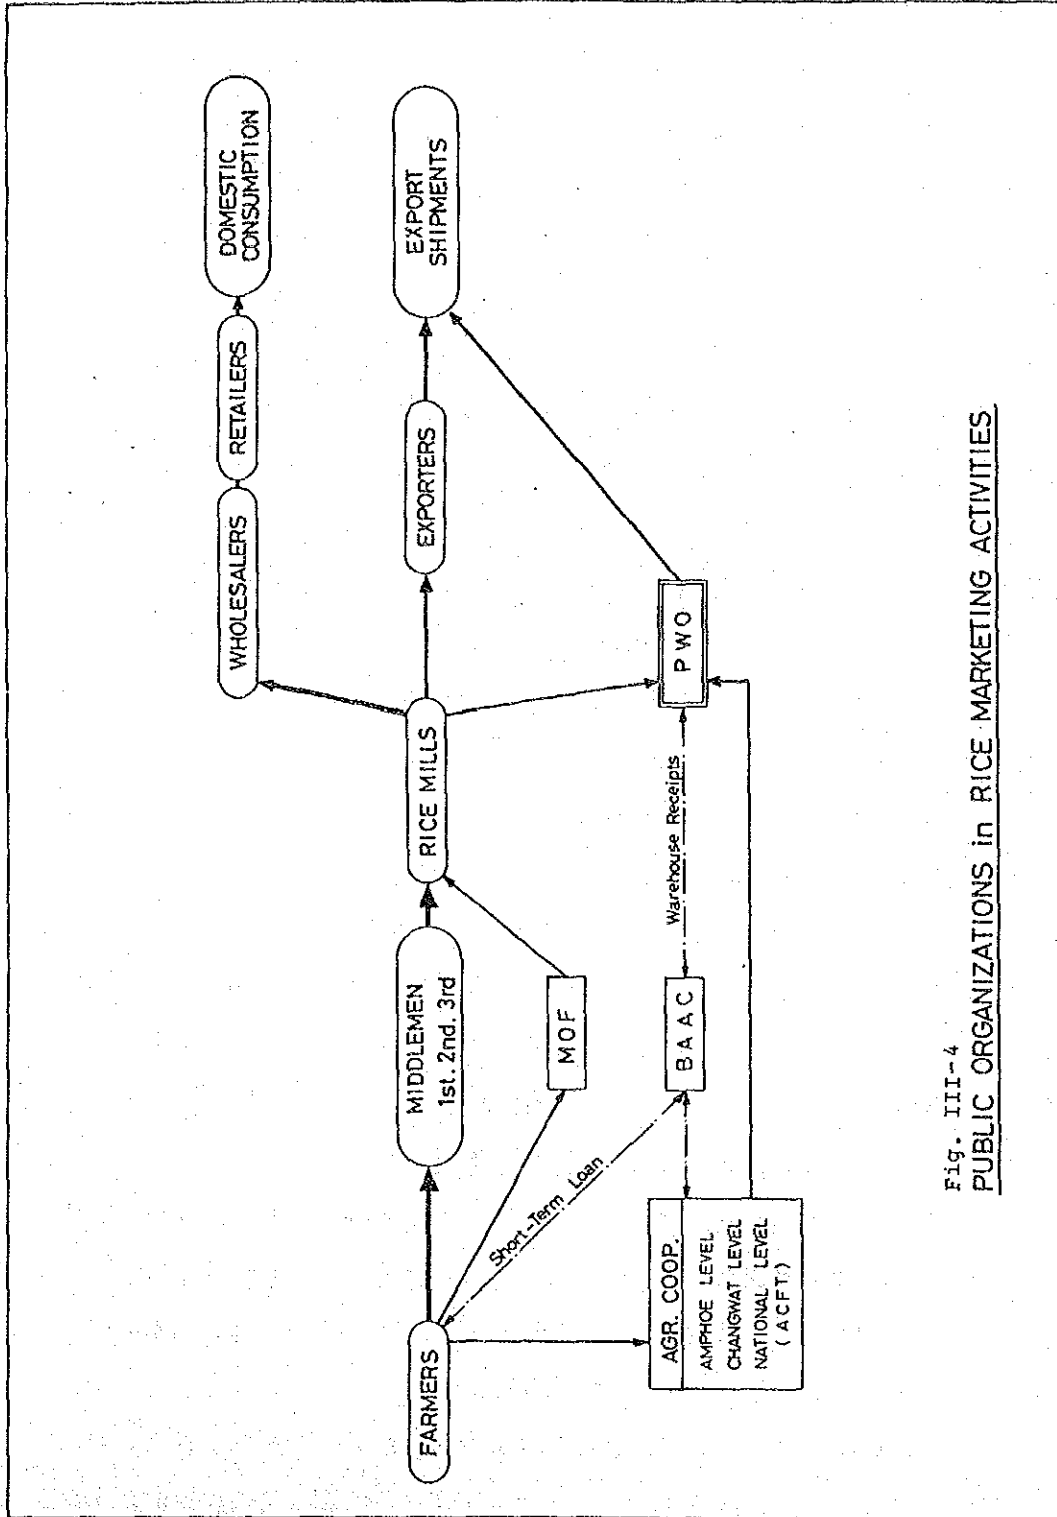 FARMERS
MIDDLEMEN
1st. 2nd. 3rd
RICE MILLS
WHOLESALERS
RETAILERS
DOMESTIC
CONSUMPTION
EXPORTERS
EXPORT
SHIPMENTS
MOF
Short-Term Loan
BAAC
Warehouse Receipts
PWO
AGR. COOP.
AMPHOE LEVEL
CHANGWAT LEVEL
NATIONAL LEVEL
(ACFT)
Fig. III-4
PUBLIC ORGANIZATIONS in RICE MARKETING ACTIVITIES